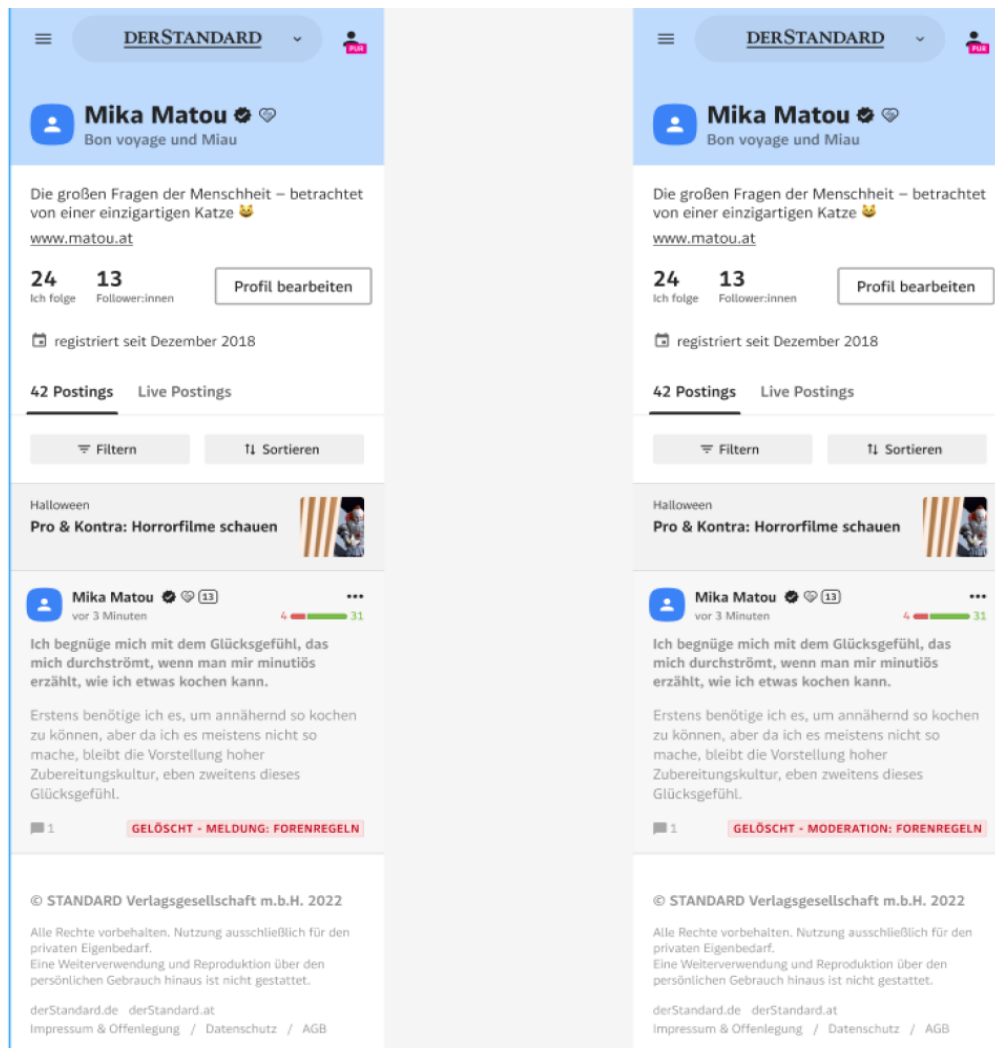 DERSTANDARD
PUR
Mika Matou
Bon voyage und Miau
Die großen Fragen der Menschheit – betrachtet
von einer einzigartigen Katze 😸
www.matou.at
24 13
Ich folge Follower:innen
Profil bearbeiten
registriert seit Dezember 2018
42 Postings Live Postings
Filtern Sortieren
Halloween
Pro & Kontra: Horrorfilme schauen
Mika Matou 13
vor 3 Minuten
4 31
Ich begnüge mich mit dem Glücksgefühl, das
mich durchströmt, wenn man mir minutiös
erzählt, wie ich etwas kochen kann.
Erstens benötige ich es, um annähernd so kochen
zu können, aber da ich es meistens nicht so
mache, bleibt die Vorstellung hoher
Zubereitungskultur, eben zweitens dieses
Glücksgefühl.
1 GELÖSCHT - MELDUNG: FORENREGELN
© STANDARD Verlagsgesellschaft m.b.H. 2022
Alle Rechte vorbehalten. Nutzung ausschließlich für den
privaten Eigenbedarf.
Eine Weiterverwendung und Reproduktion über den
persönlichen Gebrauch hinaus ist nicht gestattet.
derStandard.de derStandard.at
Impressum & Offenlegung / Datenschutz / AGB
DERSTANDARD
PUR
Mika Matou
Bon voyage und Miau
Die großen Fragen der Menschheit – betrachtet
von einer einzigartigen Katze 😸
www.matou.at
24 13
Ich folge Follower:innen
Profil bearbeiten
registriert seit Dezember 2018
42 Postings Live Postings
Filtern Sortieren
Halloween
Pro & Kontra: Horrorfilme schauen
Mika Matou 13
vor 3 Minuten
4 31
Ich begnüge mich mit dem Glücksgefühl, das
mich durchströmt, wenn man mir minutiös
erzählt, wie ich etwas kochen kann.
Erstens benötige ich es, um annähernd so kochen
zu können, aber da ich es meistens nicht so
mache, bleibt die Vorstellung hoher
Zubereitungskultur, eben zweitens dieses
Glücksgefühl.
1 GELÖSCHT - MODERATION: FORENREGELN
© STANDARD Verlagsgesellschaft m.b.H. 2022
Alle Rechte vorbehalten. Nutzung ausschließlich für den
privaten Eigenbedarf.
Eine Weiterverwendung und Reproduktion über den
persönlichen Gebrauch hinaus ist nicht gestattet.
derStandard.de derStandard.at
Impressum & Offenlegung / Datenschutz / AGB